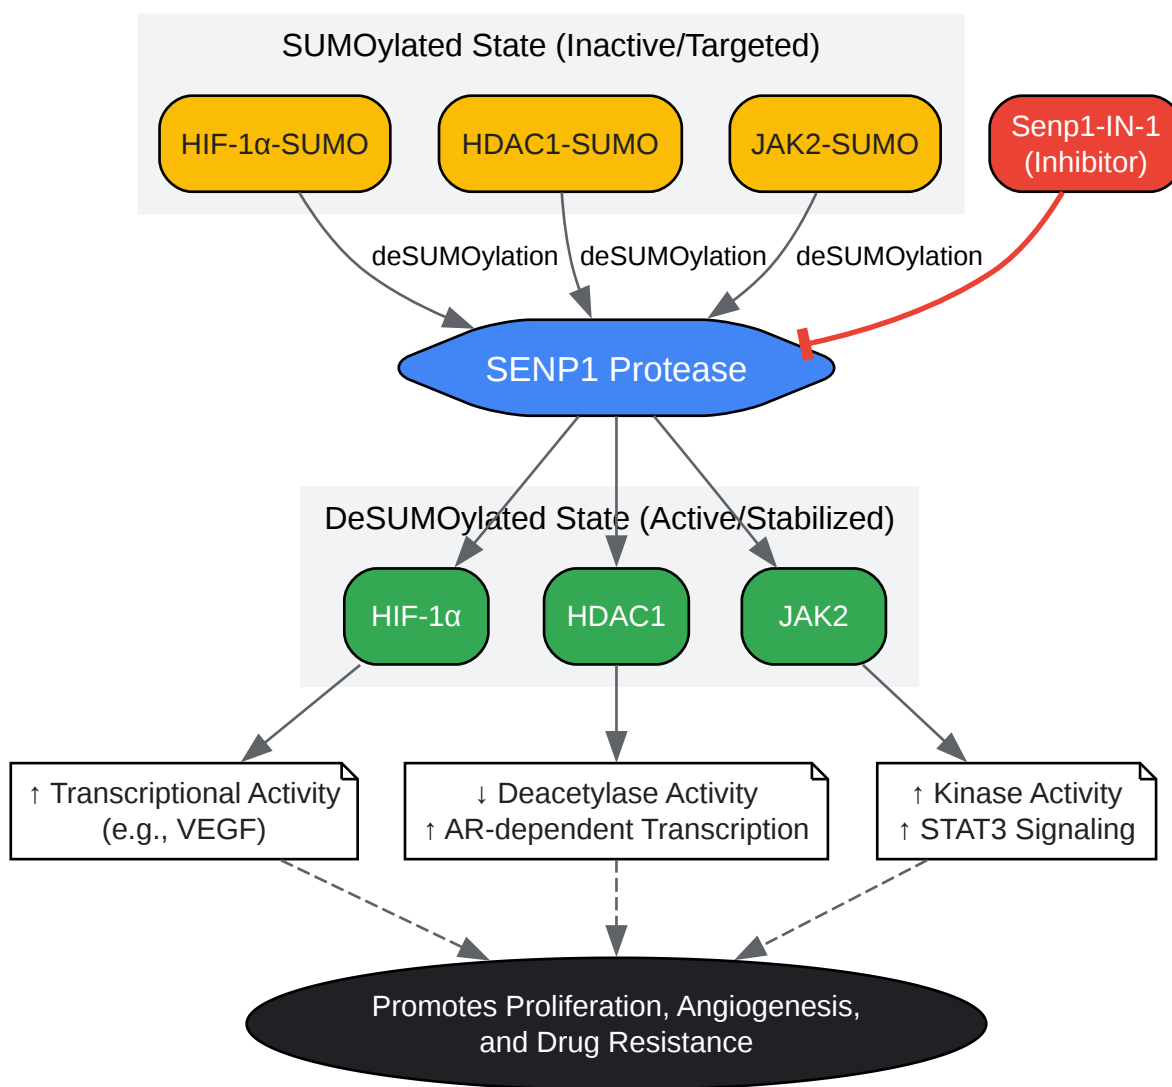 SUMOylated State (Inactive/Targeted)
HIF-1α-SUMO
HDAC1-SUMO
JAK2-SUMO
Senp1-IN-1
(Inhibitor)
deSUMOylation
deSUMOylation
deSUMOylation
SENP1 Protease
DeSUMOylated State (Active/Stabilized)
HIF-1α
HDAC1
JAK2
↑ Transcriptional Activity
(e.g., VEGF)
↓ Deacetylase Activity
↑ AR-dependent Transcription
↑ Kinase Activity
↑ STAT3 Signaling
Promotes Proliferation, Angiogenesis,
and Drug Resistance